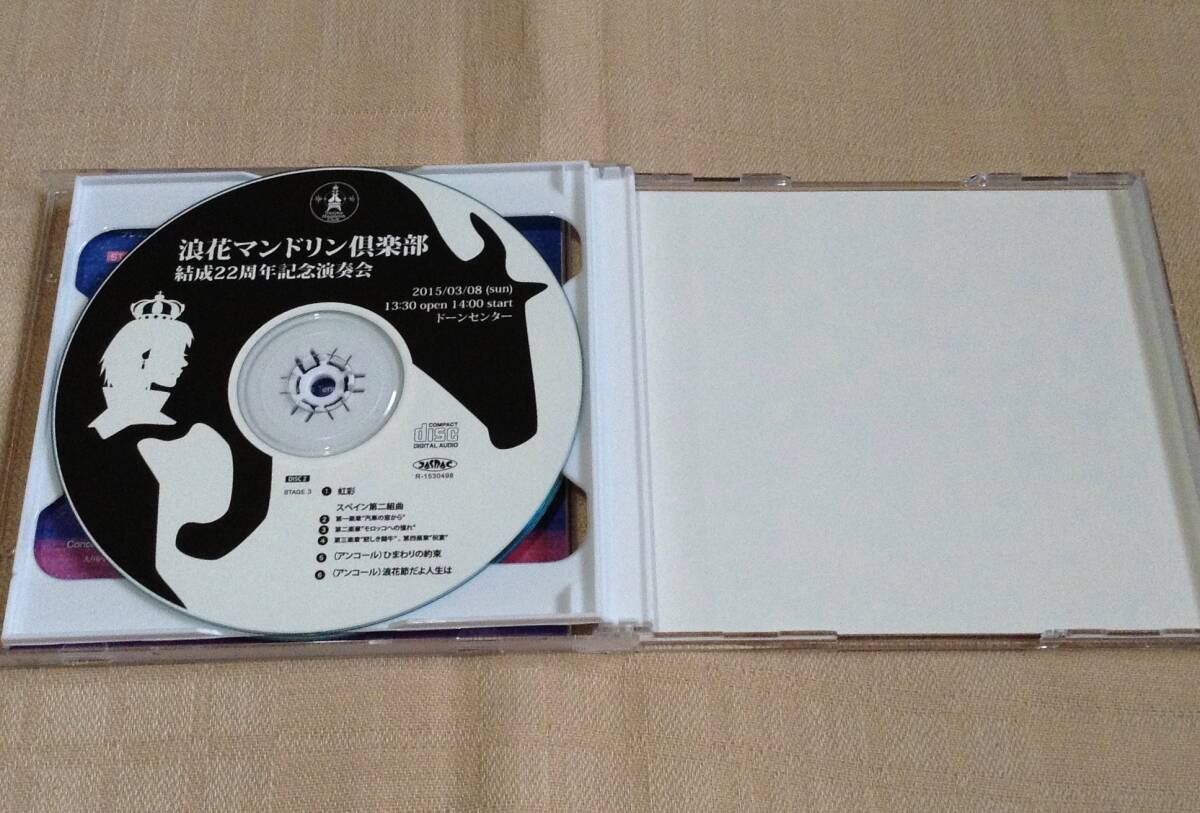 浪花マンドリン倶楽部
結成22周年記念演奏会
2015/03/08 (sun)
13:30 open 14:00 start
ドーンセンター
COMPACT
disc
DIGITAL AUDIO
JASRAC
R-1530498
DISC 2
STAGE 3
1 虹彩
スペイン第二組曲
2 第一楽章"汽車の窓から"
3 第二楽章"モロッコへの憧れ"
4 第三楽章"悲しき闘牛"、第四楽章"祝宴"
5 (アンコール)ひまわりの約束
6 (アンコール)浪花節だよ人生は
ST
Conc